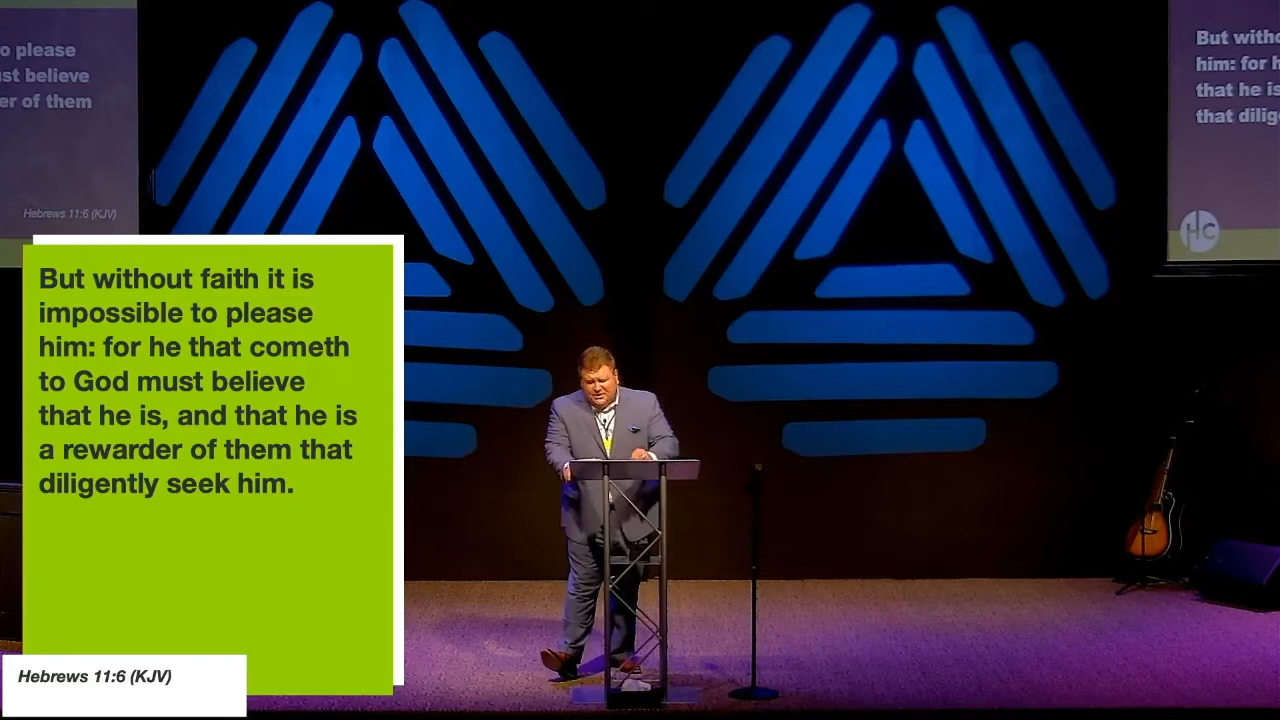 o please
ust believe
er of them
Hebrews 11:6 (KJV)
But without faith it is
impossible to please
him: for he that cometh
to God must believe
that he is, and that he is
a rewarder of them that
diligently seek him.
Hebrews 11:6 (KJV)
But witho
him: for h
that he is
that dilig
HC